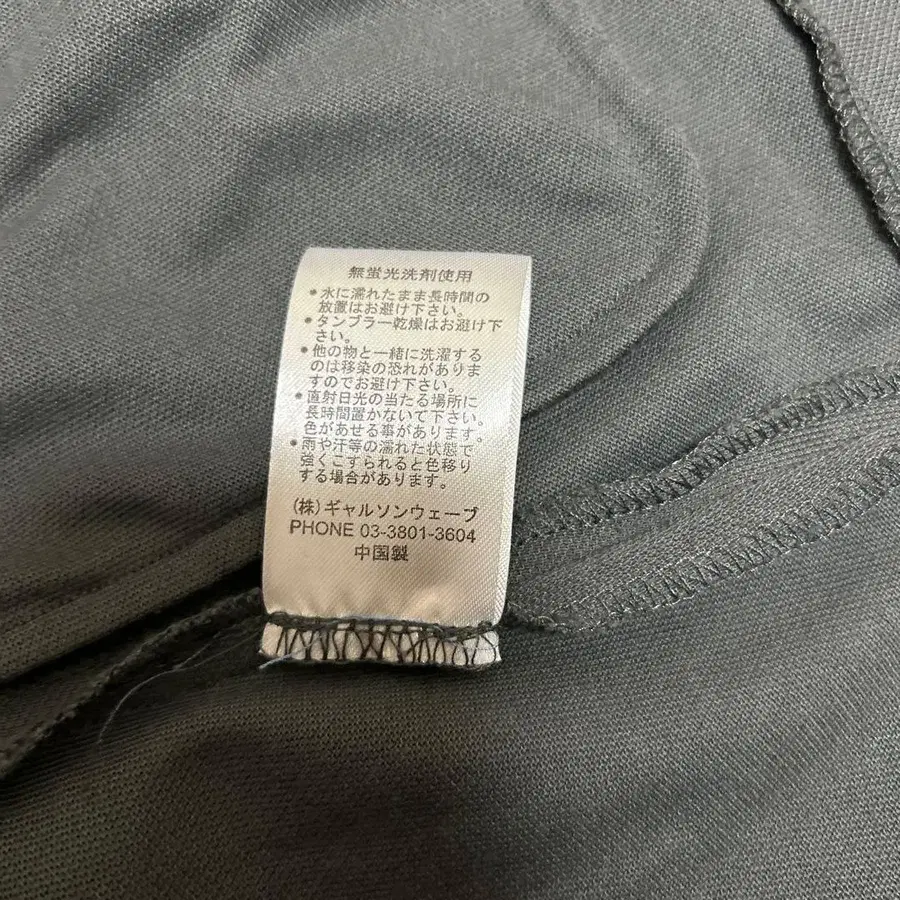 無蛍光洗剤使用
•水に濡れたまま長時間の
放置はお避け下さい。
•タンブラー乾燥はお避け下
さい。
•他の物と一緒に洗濯する
のは移染の恐れがありま
すのでお避け下さい。
•直射日光の当たる場所に
長時間置かないで下さい。
色があせる事があります。
•雨や汗等の濡れた状態で
強くこすられると色移り
する場合があります。
(株)ギャルソンウェーブ
PHONE 03-3801-3604
中国製